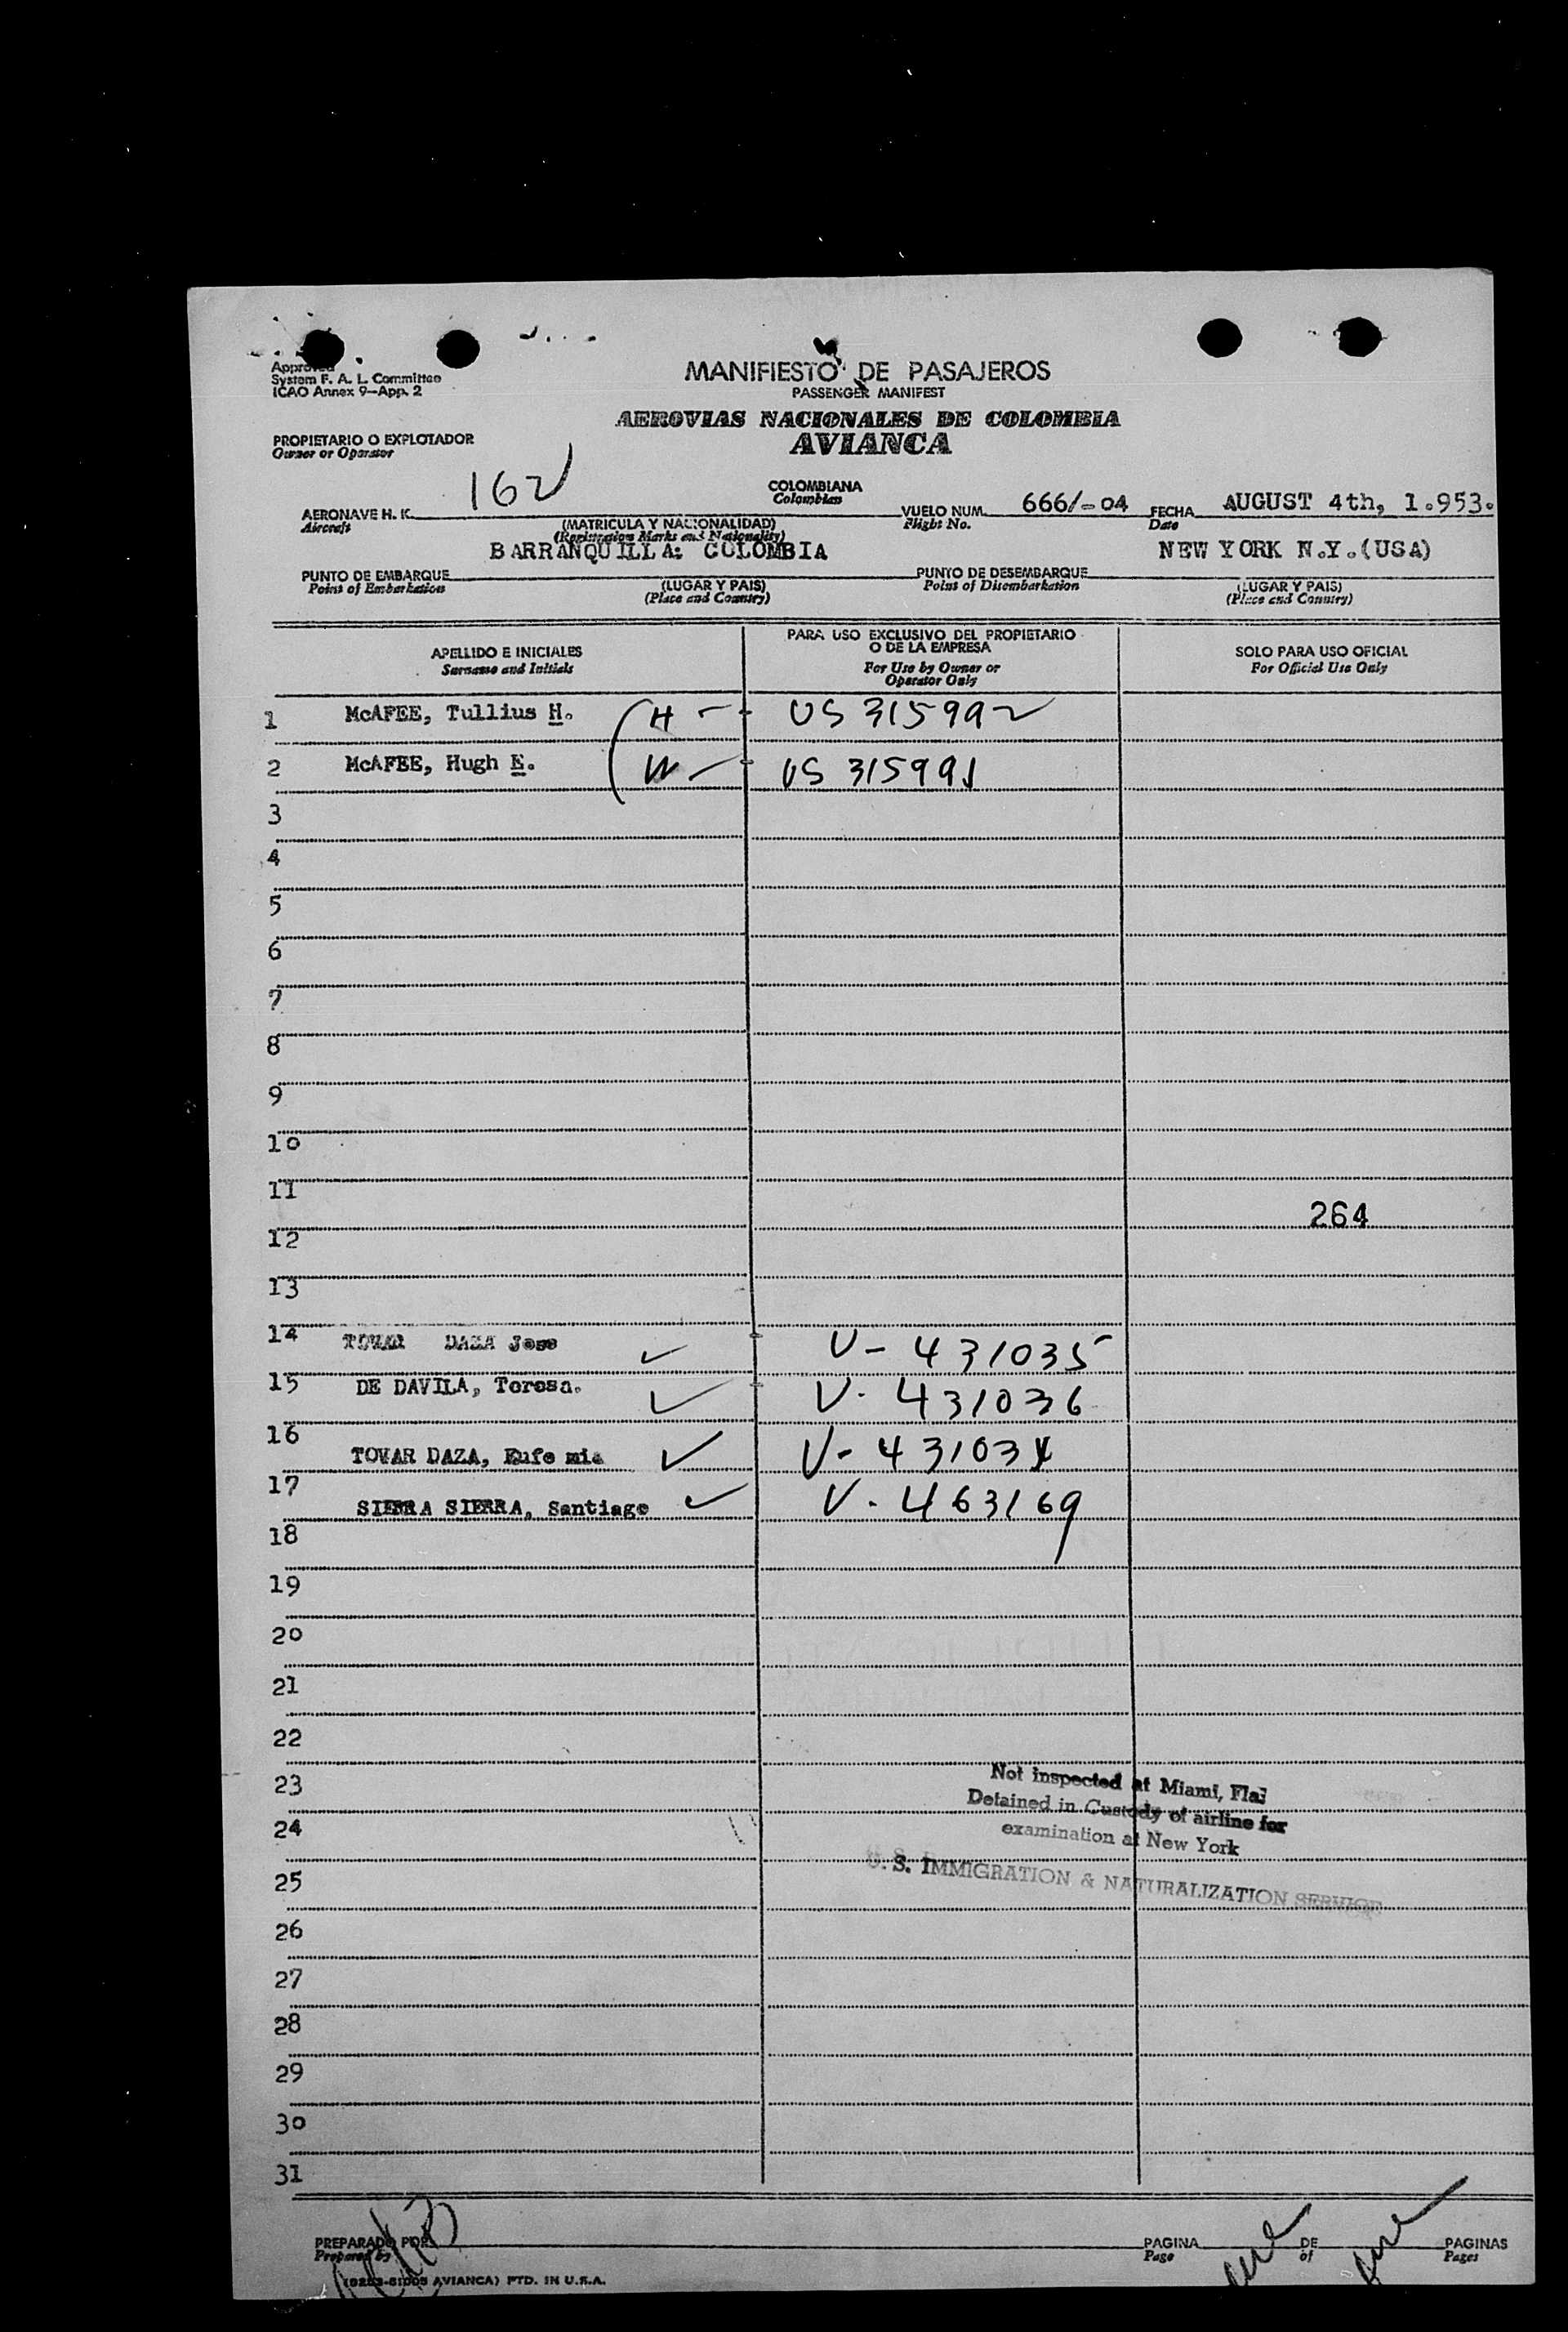 Approved
System F. A. L. Committee
ICAO Annex 9-App. 2
MANIFIESTO DE PASAJEROS
PASSENGER MANIFEST
AEROVIAS NACIONALES DE COLOMBIA
AVIANCA
PROPIETARIO O EXPLOTADOR
Owner or Operator
AERONAVE H. K. 162
Aircraft
COLOMBIANA
Colombian
(MATRICULA Y NACIONALIDAD)
(Registration Marks and Nationality)
VUELO NUM. 666/-04
Flight No.
FECHA AUGUST 4th, 1.953.
Date
BARRANQUILLA: COLOMBIA
PUNTO DE EMBARQUE
Point of Embarkation
(LUGAR Y PAIS)
(Place and Country)
NEW YORK N.Y.(USA)
PUNTO DE DESEMBARQUE
Point of Disembarkation
(LUGAR Y PAIS)
(Place and Country)
APELLIDO E INICIALES
Surname and Initials
PARA USO EXCLUSIVO DEL PROPIETARIO
O DE LA EMPRESA
For Use by Owner or
Operator Only
SOLO PARA USO OFICIAL
For Official Use Only
1 McAFEE, Tullius H. H - US 315992
2 McAFEE, Hugh E. W - US 315991
3
4
5
6
7
8
9
10
11
264
12
13
14 TOVAR DAZA Jose V-431035
15 DE DAVILA, Teresa. V-431036
16 TOVAR DAZA, Eufemia V-431034
17 SIERRA SIERRA, Santiago V-463169
18
19
20
21
22
23
Not inspected at Miami, Fla.
Detained in Custody of airline for
24
examination at New York
U. S. IMMIGRATION & NATURALIZATION SERVICE
25
26
27
28
29
30
31
PREPARADO POR
Prepared by
PAGINA DE PAGINAS
Page of Pages
AVIANCA) PTD. IN U.S.A.